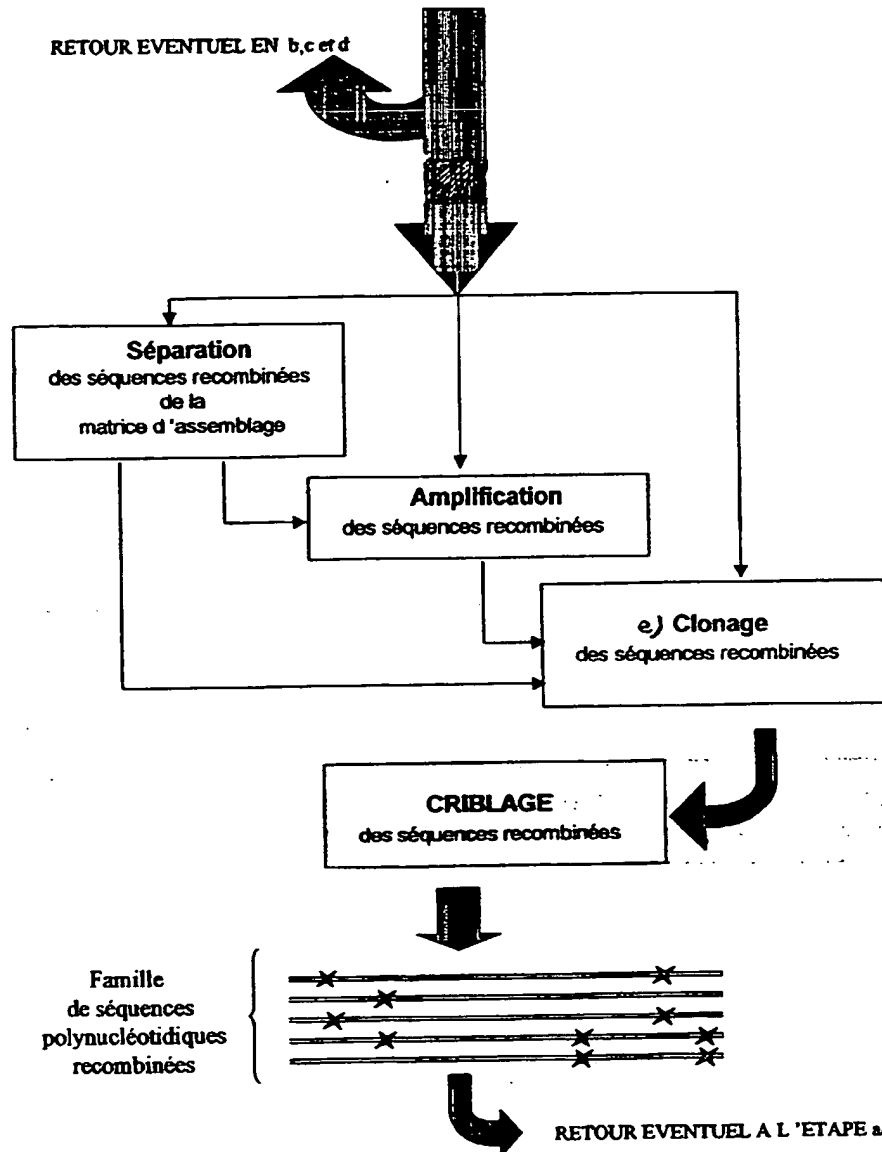 RETOUR EVENTUEL EN b,c et d
Séparation
des séquences recombinées
de la
matrice d 'assemblage
Amplification
des séquences recombinées
e) Clonage
des séquences recombinées
CRIBLAGE
des séquences recombinées
Famille
de séquences
polynucléotidiques
recombinées
RETOUR EVENTUEL A L 'ETAPE a